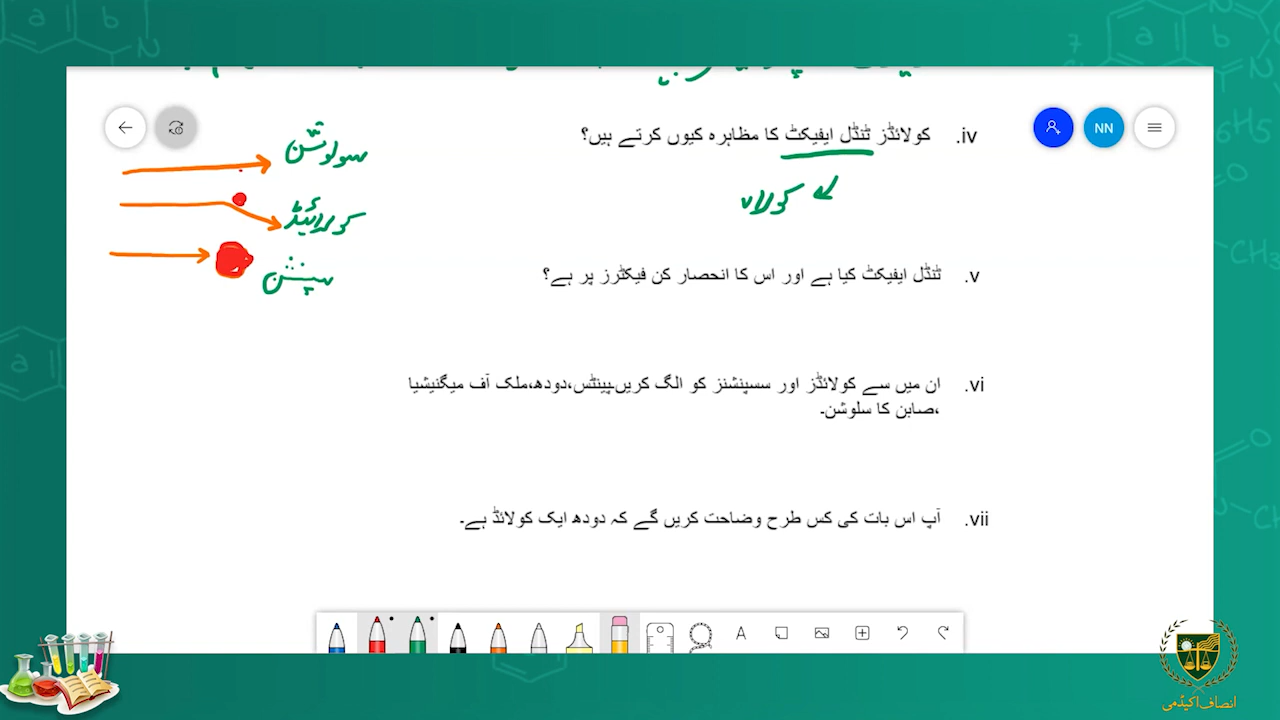 iv. کولائڈز ٹنڈل ایفیکٹ کا مظاہرہ کیوں کرتے ہیں؟
سولوشن
کولائیڈ
سسپنشن
NN
v. ٹنڈل ایفیکٹ کیا ہے اور اس کا انحصار کن فیکٹرز پر ہے؟
vi. ان میں سے کولائڈز اور سسپنشنز کو الگ کریں۔پینٹس،دودھ،ملک آف میگنیشیا
،صابن کا سلوشن۔
vii. آپ اس بات کی کس طرح وضاحت کریں گے کہ دودھ ایک کولائڈ ہے۔
A
انصاف اکیڈمی